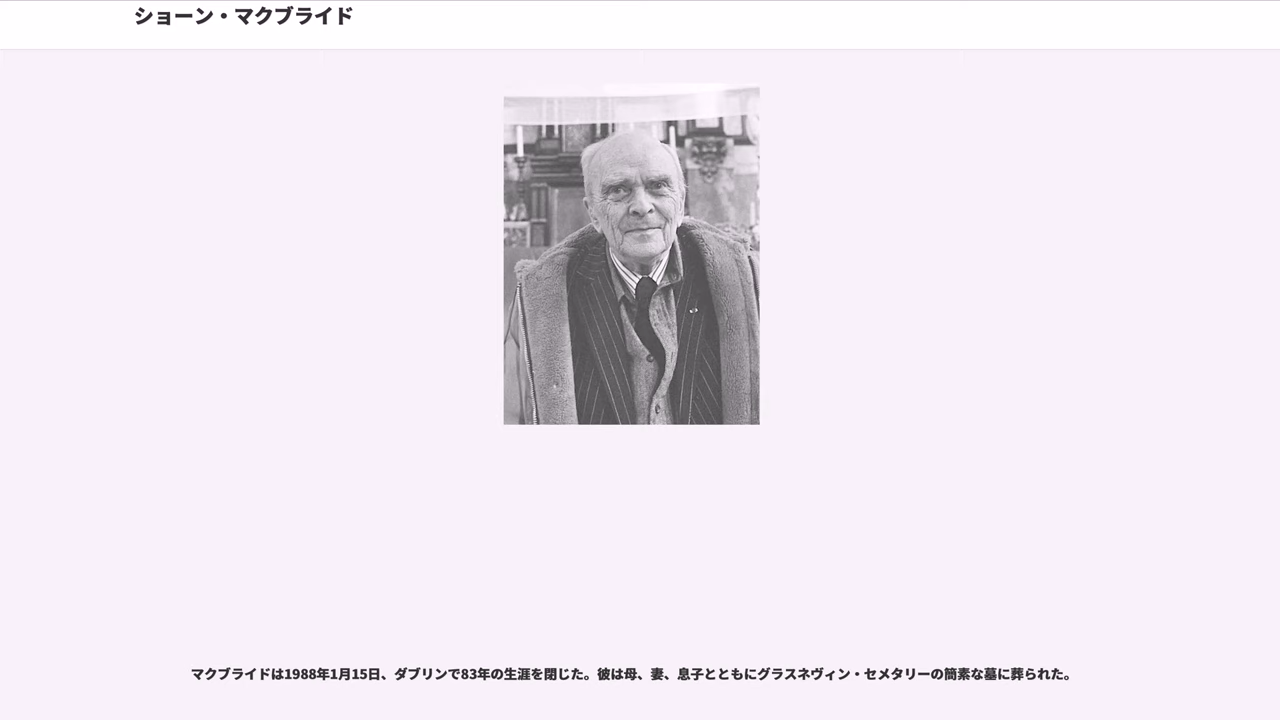 ショーン・マクブライド
マクブライドは1988年1月15日、ダブリンで83年の生涯を閉じた。彼は母、妻、息子とともにグラスネヴィン・セメタリーの簡素な墓に葬られた。